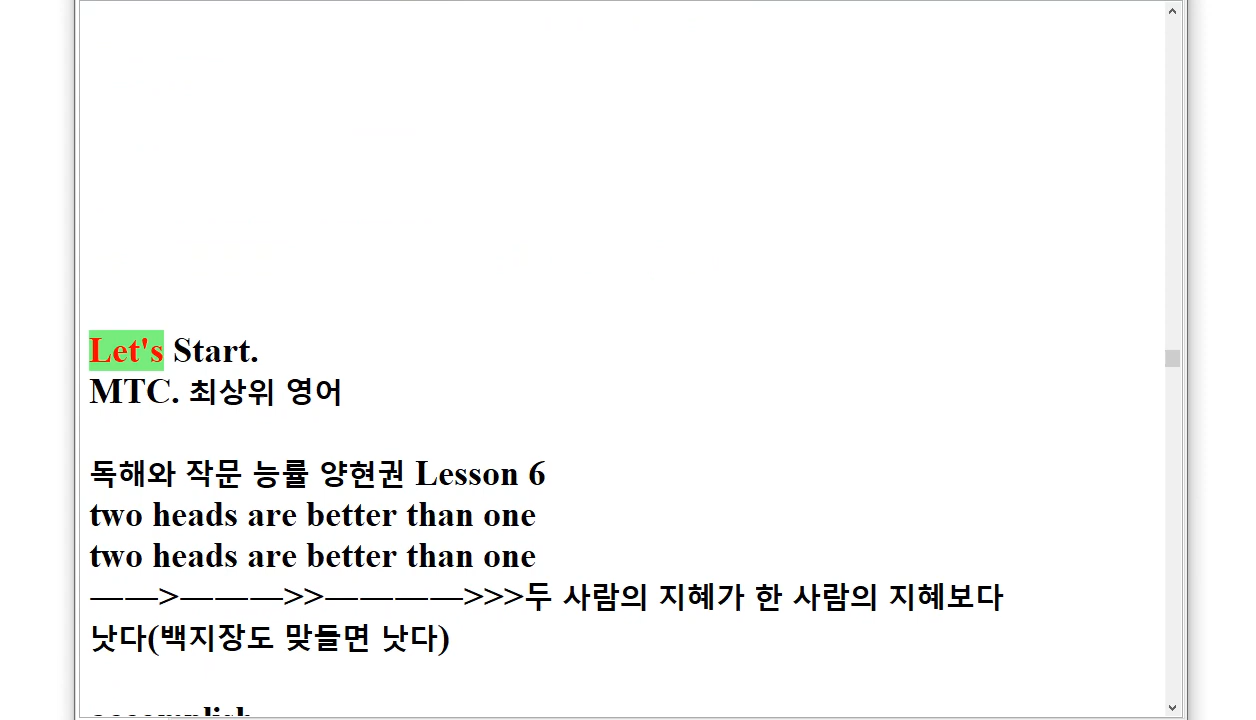 Let's Start.
MTC. 최상위 영어
독해와 작문 능률 양현권 Lesson 6
two heads are better than one
two heads are better than one
——>———>>————>>>두 사람의 지혜가 한 사람의 지혜보다
낫다(백지장도 맞들면 낫다)
accomplish